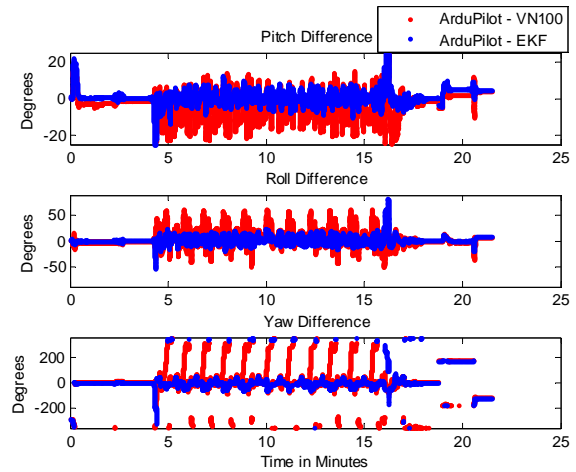 ArduPilot - VN100
ArduPilot - EKF
Pitch Difference
20
0
-20
Degrees
0 5 10 15 20 25
Roll Difference
50
0
-50
Degrees
0 5 10 15 20 25
Yaw Difference
200
0
-200
Degrees
0 5 10 15 20 25
Time in Minutes